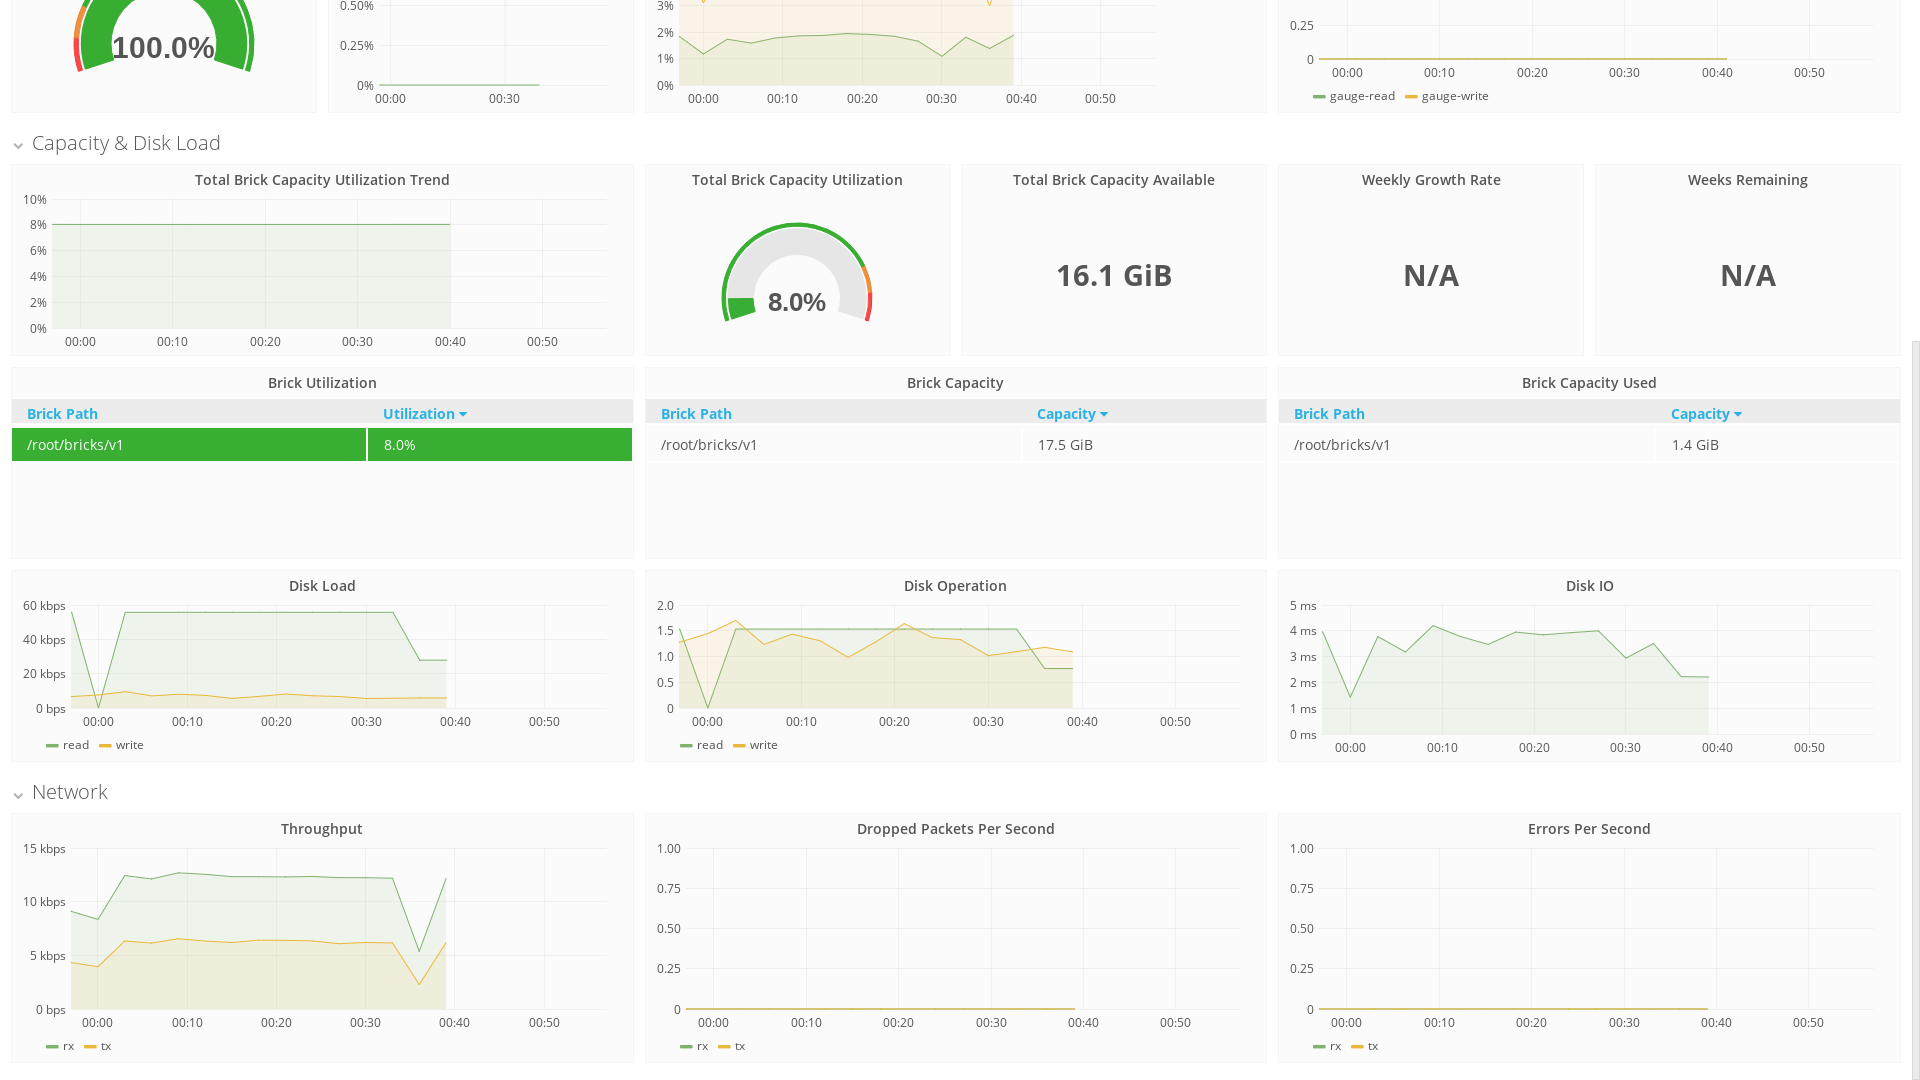 100.0%
0.50%
0.25%
0%
00:00 00:30
3%
2%
1%
0%
00:00 00:10 00:20 00:30 00:40 00:50
0.25
0
00:00 00:10 00:20 00:30 00:40 00:50
gauge-read gauge-write
Capacity & Disk Load
Total Brick Capacity Utilization Trend
10%
8%
6%
4%
2%
0%
00:00 00:10 00:20 00:30 00:40 00:50
Total Brick Capacity Utilization
8.0%
Total Brick Capacity Available
16.1 GiB
Weekly Growth Rate
N/A
Weeks Remaining
N/A
Brick Utilization
Brick Path Utilization
/root/bricks/v1 8.0%
Brick Capacity
Brick Path Capacity
/root/bricks/v1 17.5 GiB
Brick Capacity Used
Brick Path Capacity
/root/bricks/v1 1.4 GiB
Disk Load
60 kbps
40 kbps
20 kbps
0 bps
00:00 00:10 00:20 00:30 00:40 00:50
read write
Disk Operation
2.0
1.5
1.0
0.5
0
00:00 00:10 00:20 00:30 00:40 00:50
read write
Disk IO
5 ms
4 ms
3 ms
2 ms
1 ms
0 ms
00:00 00:10 00:20 00:30 00:40 00:50
Network
Throughput
15 kbps
10 kbps
5 kbps
0 bps
00:00 00:10 00:20 00:30 00:40 00:50
rx tx
Dropped Packets Per Second
1.00
0.75
0.50
0.25
0
00:00 00:10 00:20 00:30 00:40 00:50
rx tx
Errors Per Second
1.00
0.75
0.50
0.25
0
00:00 00:10 00:20 00:30 00:40 00:50
rx tx